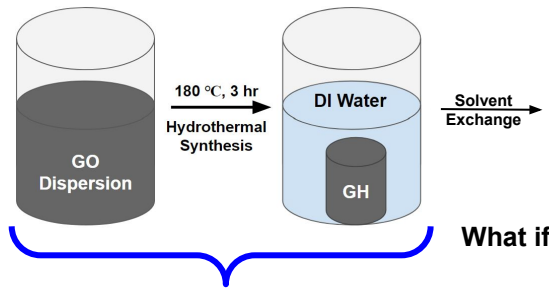 180 ℃, 3 hr
Hydrothermal
Synthesis
GO
Dispersion
DI Water
GH
Solvent
Exchange
What if